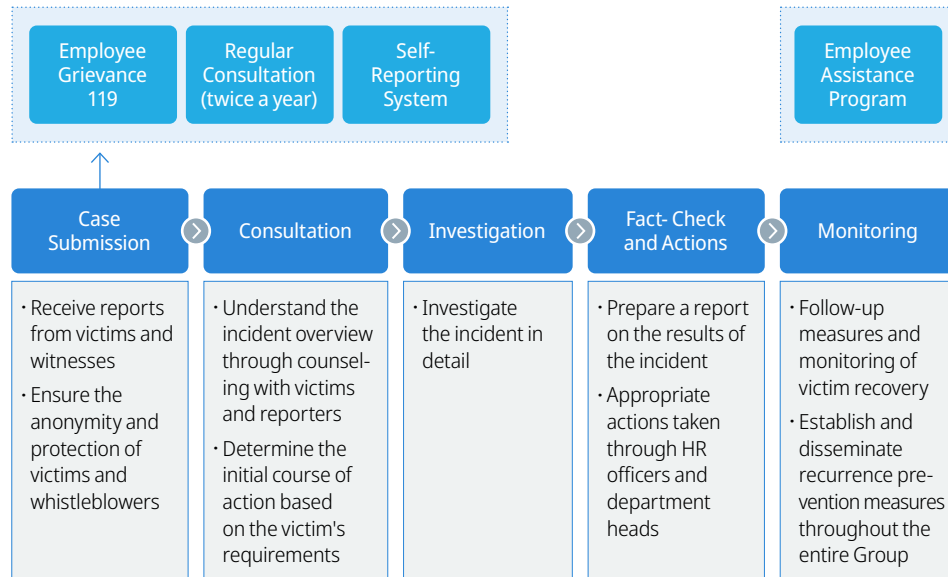 Employee
Grievance
119
Regular
Consultation
(twice a year)
Self-
Reporting
System
Employee
Assistance
Program
Case
Submission
Consultation
Investigation
Fact- Check
and Actions
Monitoring
· Receive reports
from victims and
witnesses
· Ensure the
anonymity and
protection of
victims and
whistleblowers
· Understand the
incident overview
through counsel-
ing with victims
and reporters
· Determine the
initial course of
action based
on the victim's
requirements
· Investigate
the incident in
detail
· Prepare a report
on the results of
the incident
· Appropriate
actions taken
through HR
officers and
department
heads
· Follow-up
measures and
monitoring of
victim recovery
· Establish and
disseminate
recurrence pre-
vention measures
throughout the
entire Group